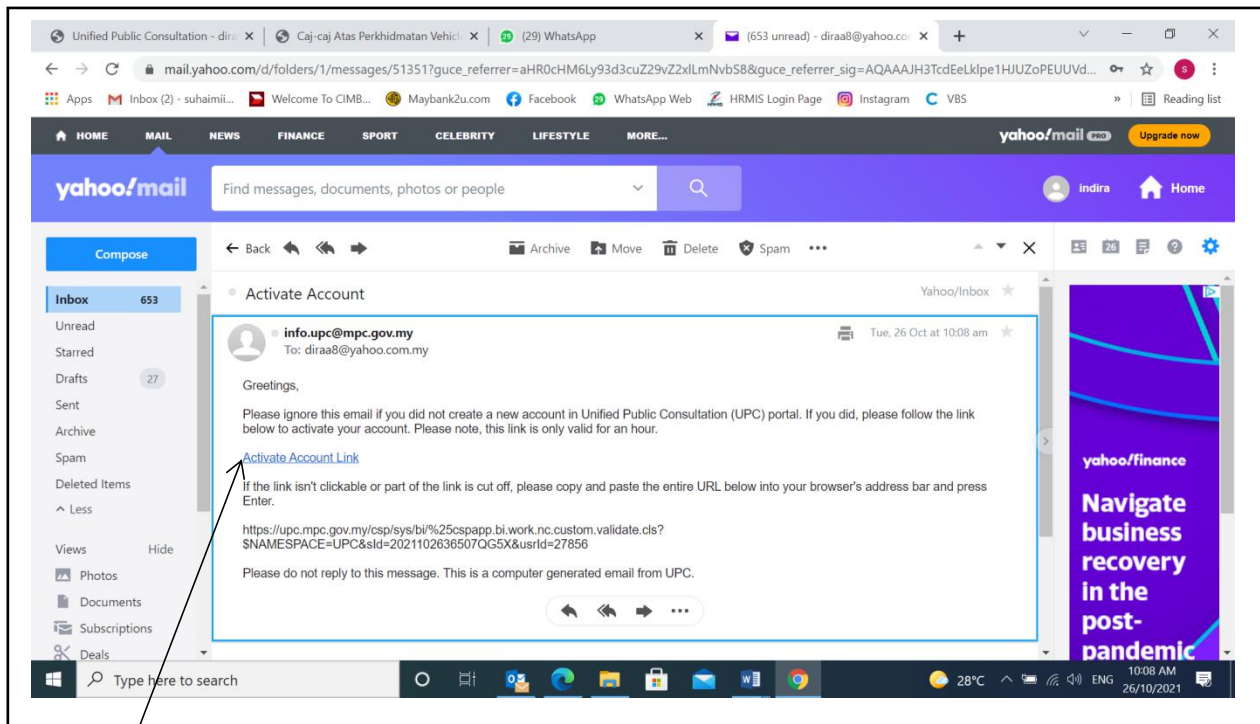 Unified Public Consultation - dira
Caj-caj Atas Perkhidmatan Vehicl
(29) WhatsApp
(653 unread) - diraa8@yahoo.co
mail.yahoo.com/d/folders/1/messages/51351?guce_referrer=aHR0cHM6Ly93d3cuZ29vZ2xlLmNvbS8&guce_referrer_sig=AQAAAJH3TcdEeLklpe1HJUZoPEUUVd...
Apps
Inbox (2) - suhaimii...
Welcome To CIMB...
Maybank2u.com
Facebook
WhatsApp Web
HRMIS Login Page
Instagram
VBS
»
Reading list
HOME MAIL NEWS FINANCE SPORT CELEBRITY LIFESTYLE MORE...
yahoo!mail PRO
Upgrade now
yahoo!mail
Find messages, documents, photos or people
indira
Home
Compose
Back
Archive
Move
Delete
Spam
26
Inbox 653
Unread
Starred
Drafts 27
Sent
Archive
Spam
Deleted Items
Less
Views Hide
Photos
Documents
Subscriptions
Deals
Activate Account
Yahoo/Inbox
info.upc@mpc.gov.my
Tue, 26 Oct at 10:08 am
To: diraa8@yahoo.com.my
Greetings,
Please ignore this email if you did not create a new account in Unified Public Consultation (UPC) portal. If you did, please follow the link
below to activate your account. Please note, this link is only valid for an hour.
Activate Account Link
If the link isn't clickable or part of the link is cut off, please copy and paste the entire URL below into your browser's address bar and press
Enter.
https://upc.mpc.gov.my/csp/sys/bi/%25cspapp.bi.work.nc.custom.validate.cls?
$NAMESPACE=UPC&sId=2021102636507QG5X&usrId=27856
Please do not reply to this message. This is a computer generated email from UPC.
yahoo!finance
Navigate
business
recovery
in the
post-
pandemic
Type here to search
28°C
ENG
10:08 AM
26/10/2021